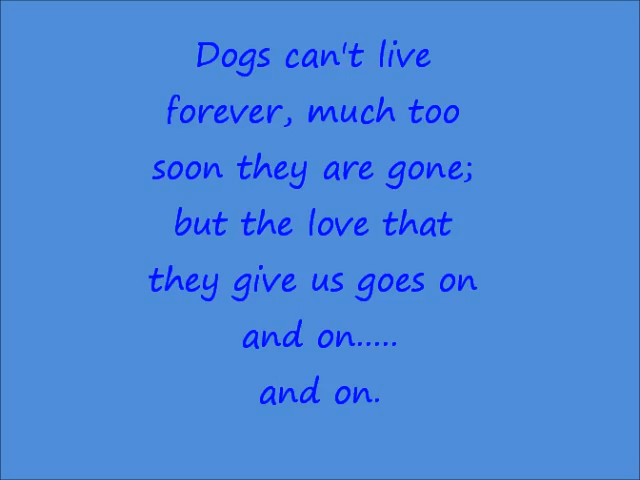 Dogs can't live
forever, much too
soon they are gone;
but the love that
they give us goes on
and on.....
and on.